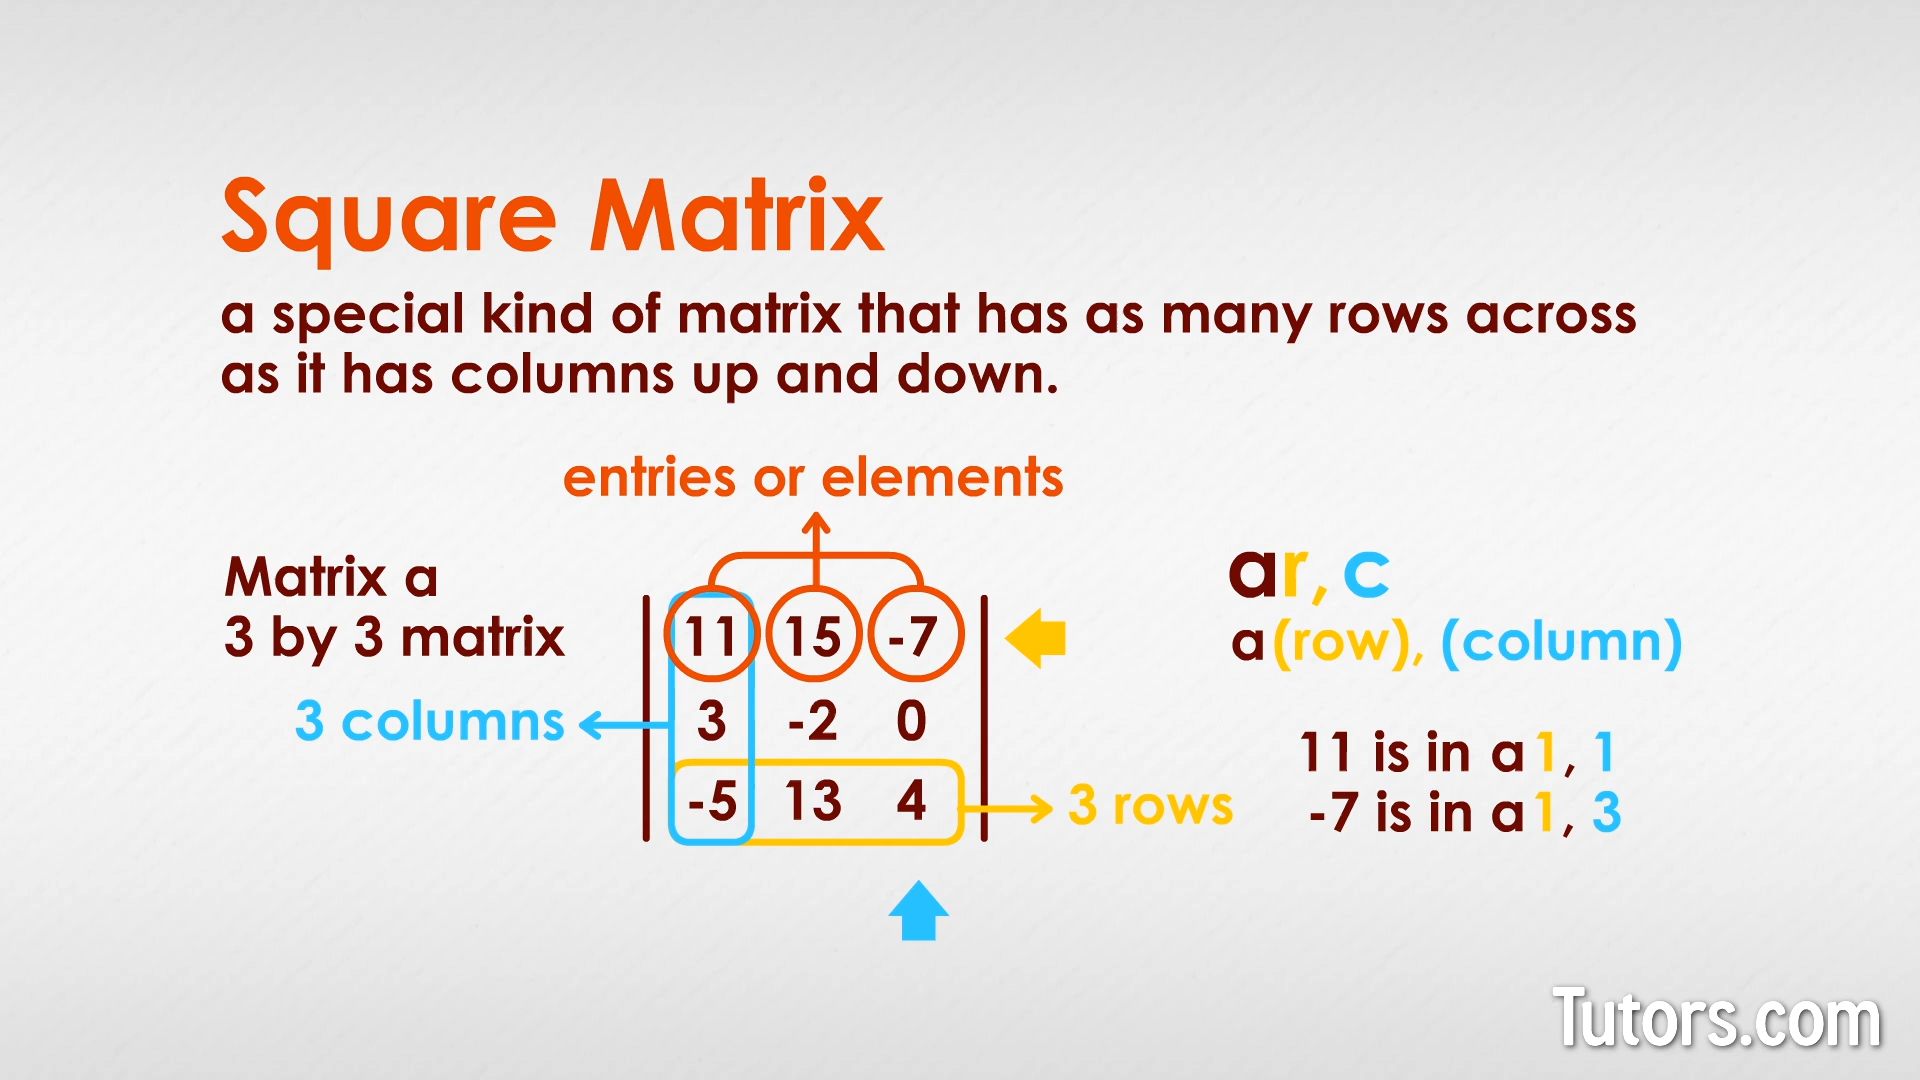 Square Matrix
a special kind of matrix that has as many rows across
as it has columns up and down.
entries or elements
Matrix a
3 by 3 matrix
3 columns
11 15 -7
3 -2 0
-5 13 4
3 rows
ar, c
a(row), (column)
11 is in a1, 1
-7 is in a1, 3
Tutors.com